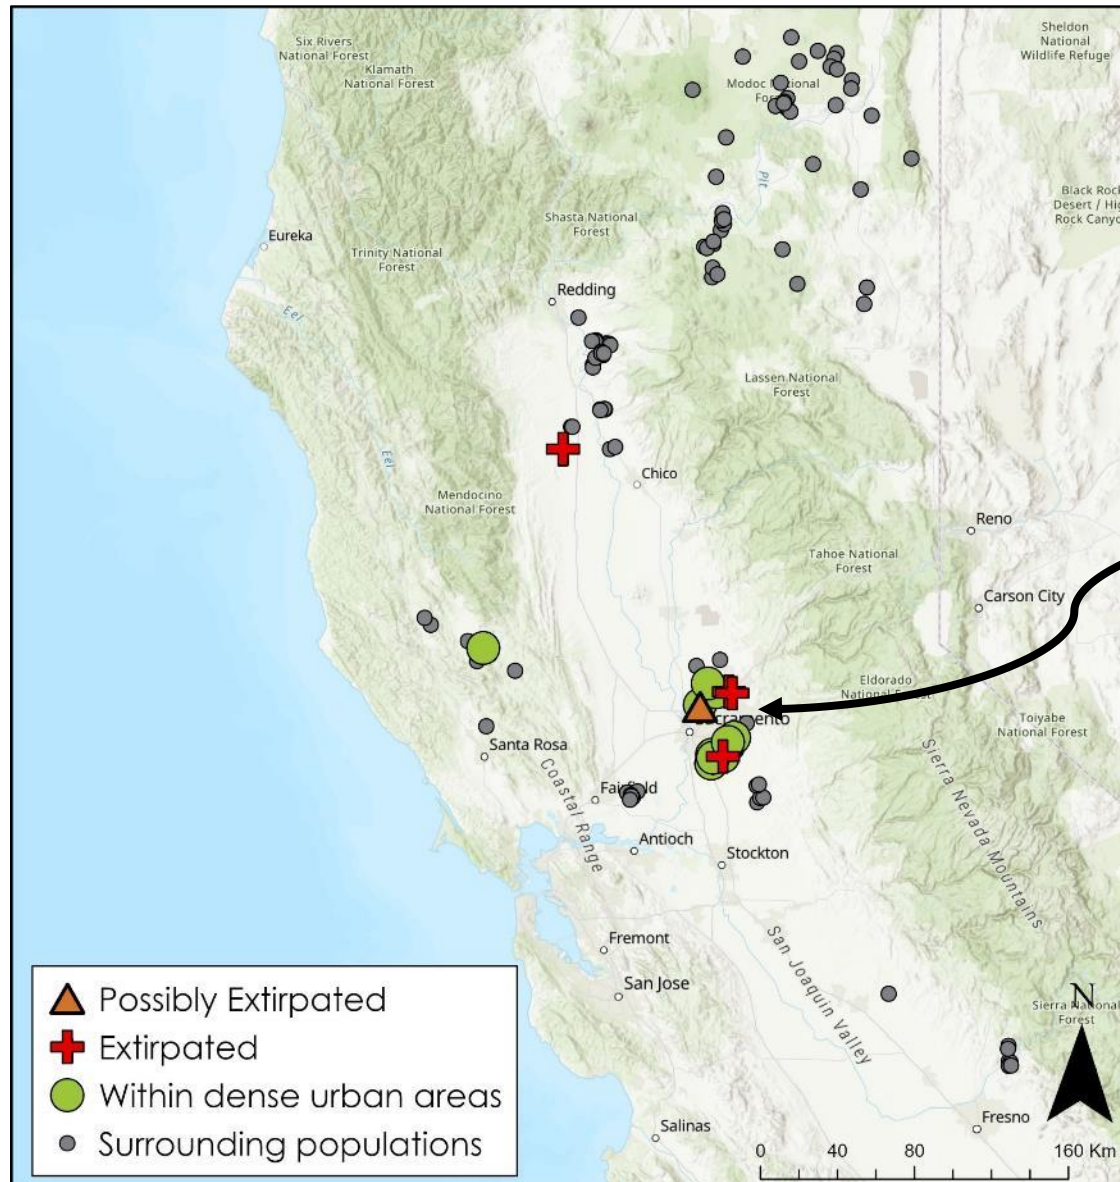 Six Rivers
National Forest
Klamath
National Forest
Sheldon
National
Wildlife Refuge
Modoc National
Forest
Pit
Black Rock
Desert / High
Rock Canyon
Shasta National
Forest
Eureka
Trinity National
Forest
Redding
Eel
Lassen National
Forest
Eel
Chico
Mendocino
National Forest
Reno
Tahoe National
Forest
Carson City
Eldorado
National Forest
Sacramento
Toiyabe
National Forest
Santa Rosa
Coastal Range
Fairfield
Sierra Nevada Mountains
Antioch
Stockton
Fremont
San Joaquin Valley
San Jose
N
Sierra National
Forest
Fresno
Salinas
Possibly Extirpated
Extirpated
Within dense urban areas
Surrounding populations
0 40 80 160 Km